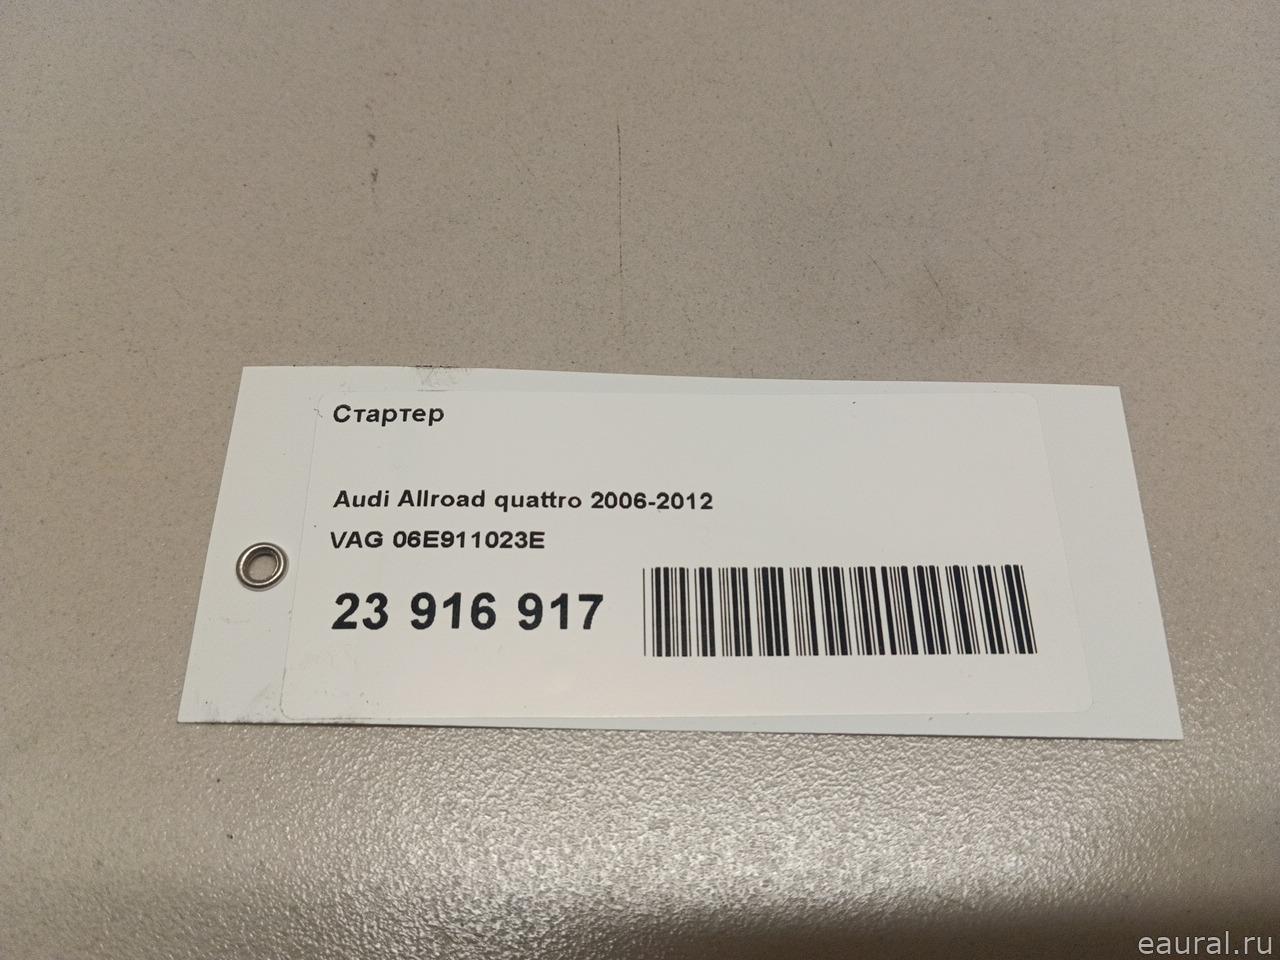 Стартер
Audi Allroad quattro 2006-2012
VAG 06E911023E
23 916 917
eaural.ru